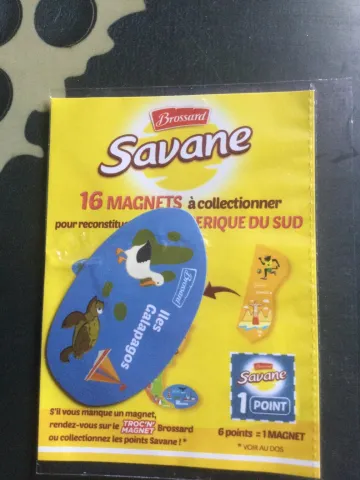 Brossard
Savane
16 MAGNETS à collectionner
pour reconstitu ERIQUE DU SUD
Brossard
Iles
Galapagos
Brossard
Savane
1 POINT
S'il vous manque un magnet,
rendez-vous sur le TROC'N' MAGNET Brossard
ou collectionnez les points Savane ! *
6 points = 1 MAGNET
* VOIR AU DOS